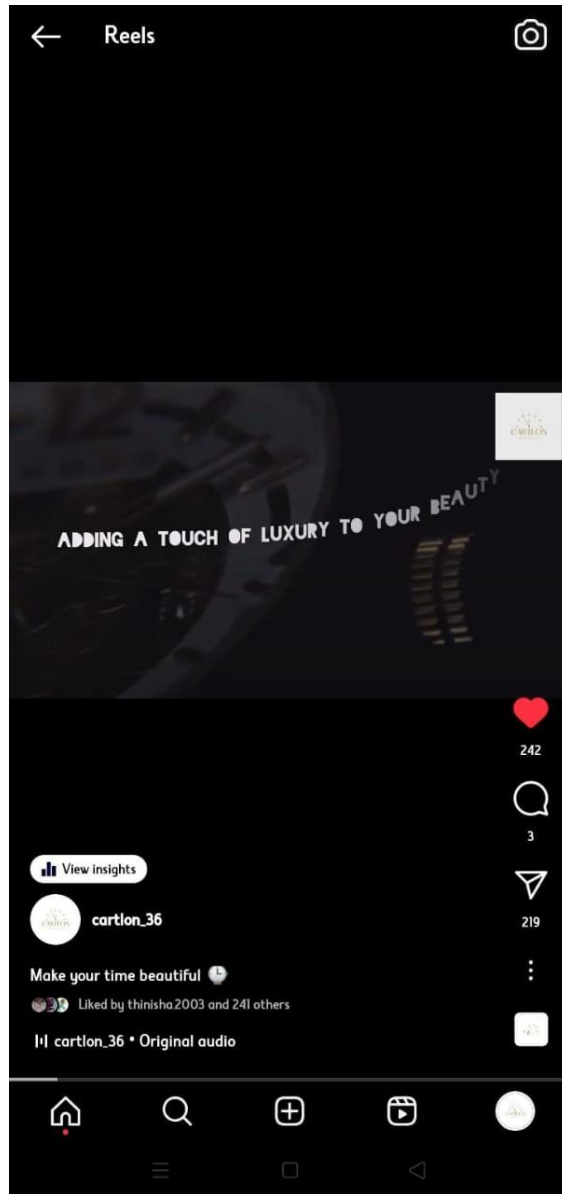 Reels
CARTLON
ADDING A TOUCH OF LUXURY TO YOUR BEAUTY
242
3
View insights
219
cartlon_36
Make your time beautiful 🕒
Liked by thinisha2003 and 241 others
cartlon_36 • Original audio